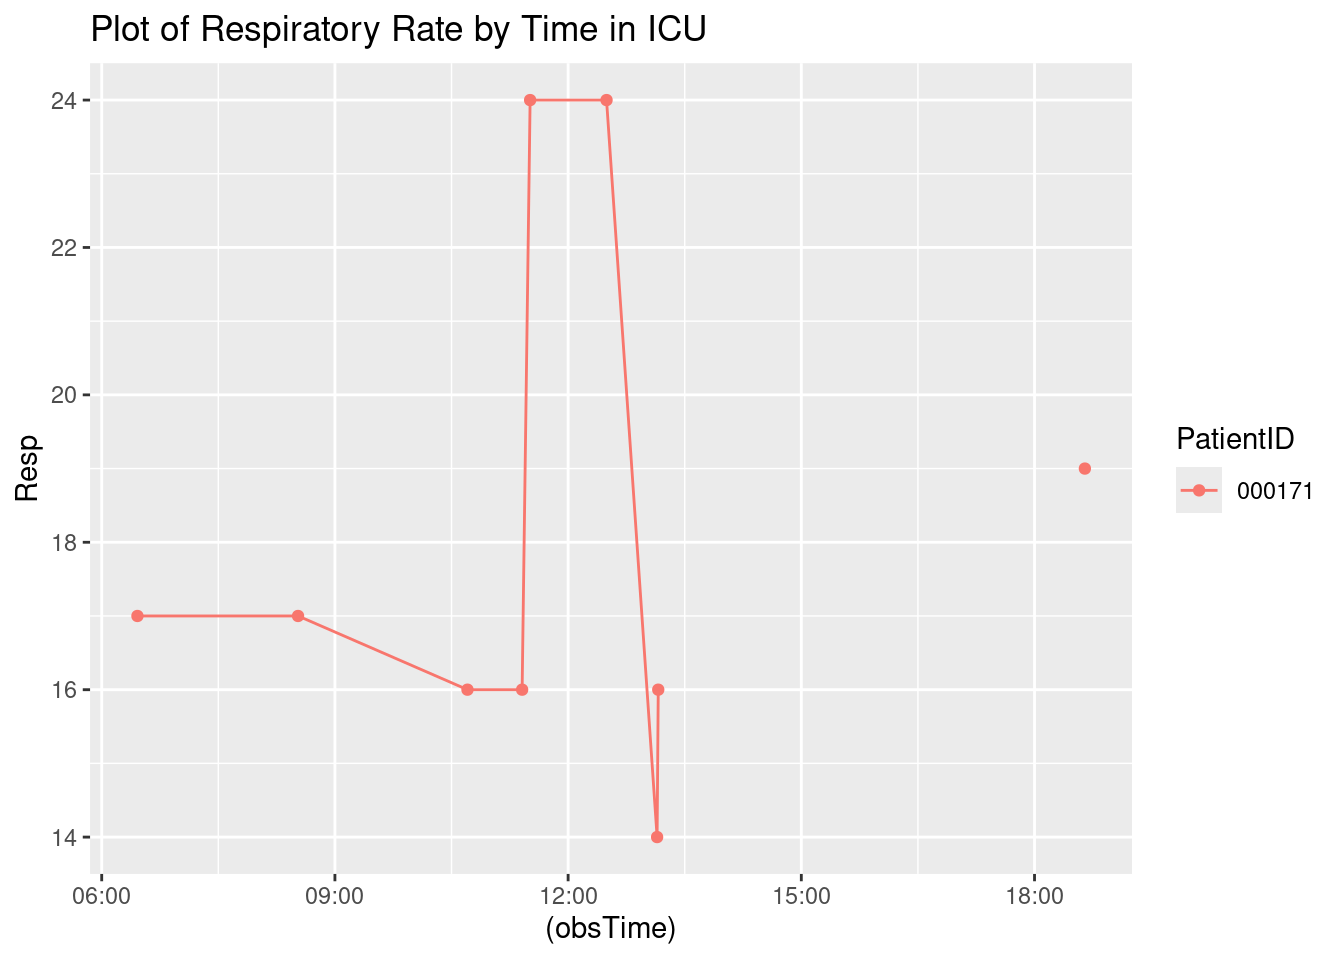 Plot of Respiratory Rate by Time in ICU
24
22
20
18
16
14
Resp
06:00 09:00 12:00 15:00 18:00
(obsTime)
PatientID
000171